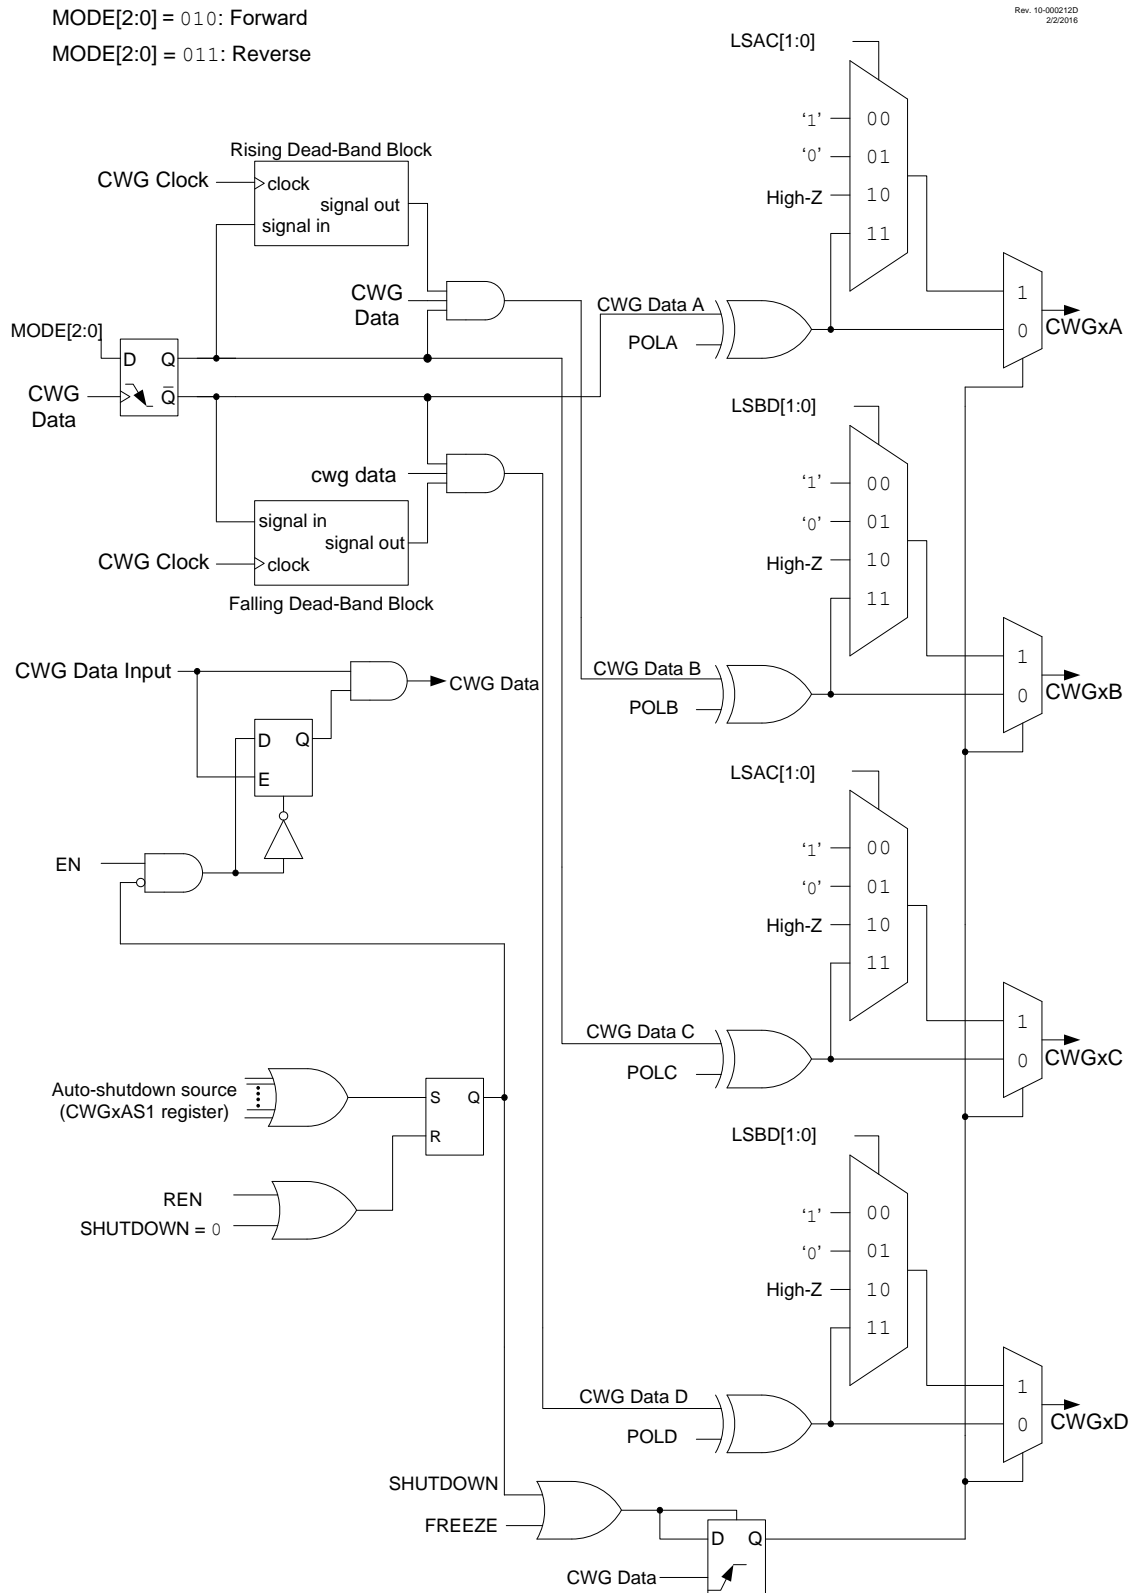 MODE[2:0] = 010: Forward
MODE[2:0] = 011: Reverse
Rev. 10-000212D
2/2/2016
LSAC[1:0]
'1'
00
'0'
01
High-Z
10
11
1
0
CWGxA
Rising Dead-Band Block
CWG Clock
clock
signal out
signal in
CWG
Data
CWG Data A
POLA
MODE[2:0]
D
Q
CWG
Data
Q̅
cwg data
signal in
signal out
CWG Clock
clock
Falling Dead-Band Block
LSBD[1:0]
'1'
00
'0'
01
High-Z
10
11
1
0
CWGxB
CWG Data B
POLB
CWG Data Input
CWG Data
D
Q
E
EN
LSAC[1:0]
'1'
00
'0'
01
High-Z
10
11
1
0
CWGxC
CWG Data C
POLC
Auto-shutdown source
(CWGxAS1 register)
S
Q
R
REN
SHUTDOWN = 0
LSBD[1:0]
'1'
00
'0'
01
High-Z
10
11
1
0
CWGxD
CWG Data D
POLD
SHUTDOWN
FREEZE
D
Q
CWG Data